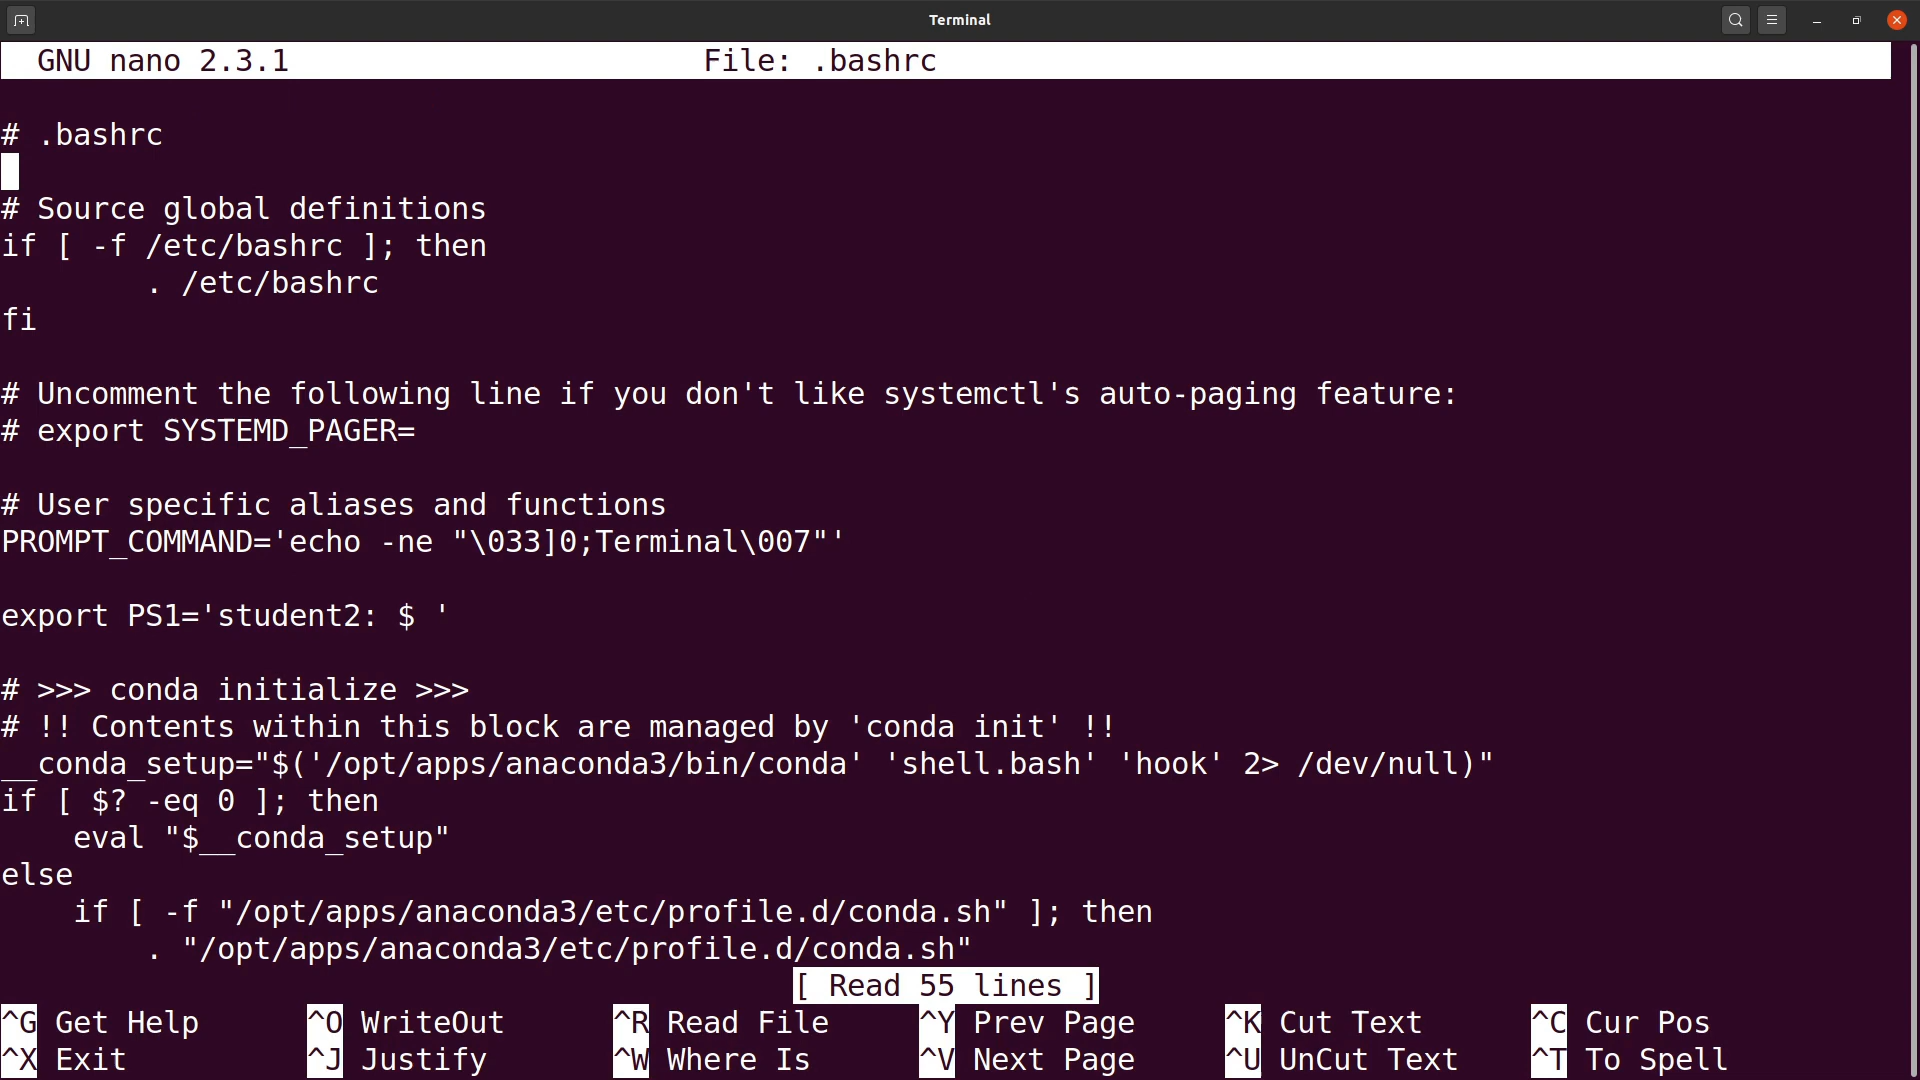 Terminal
GNU nano 2.3.1 File: .bashrc
# .bashrc
# Source global definitions
if [ -f /etc/bashrc ]; then
        . /etc/bashrc
fi
# Uncomment the following line if you don't like systemctl's auto-paging feature:
# export SYSTEMD_PAGER=
# User specific aliases and functions
PROMPT_COMMAND='echo -ne "\033]0;Terminal\007"'
export PS1='student2: $ '
# >>> conda initialize >>>
# !! Contents within this block are managed by 'conda init' !!
__conda_setup="$('/opt/apps/anaconda3/bin/conda' 'shell.bash' 'hook' 2> /dev/null)"
if [ $? -eq 0 ]; then
    eval "$__conda_setup"
else
    if [ -f "/opt/apps/anaconda3/etc/profile.d/conda.sh" ]; then
        . "/opt/apps/anaconda3/etc/profile.d/conda.sh"
[ Read 55 lines ]
^G Get Help ^O WriteOut ^R Read File ^Y Prev Page ^K Cut Text ^C Cur Pos
^X Exit ^J Justify ^W Where Is ^V Next Page ^U UnCut Text ^T To Spell